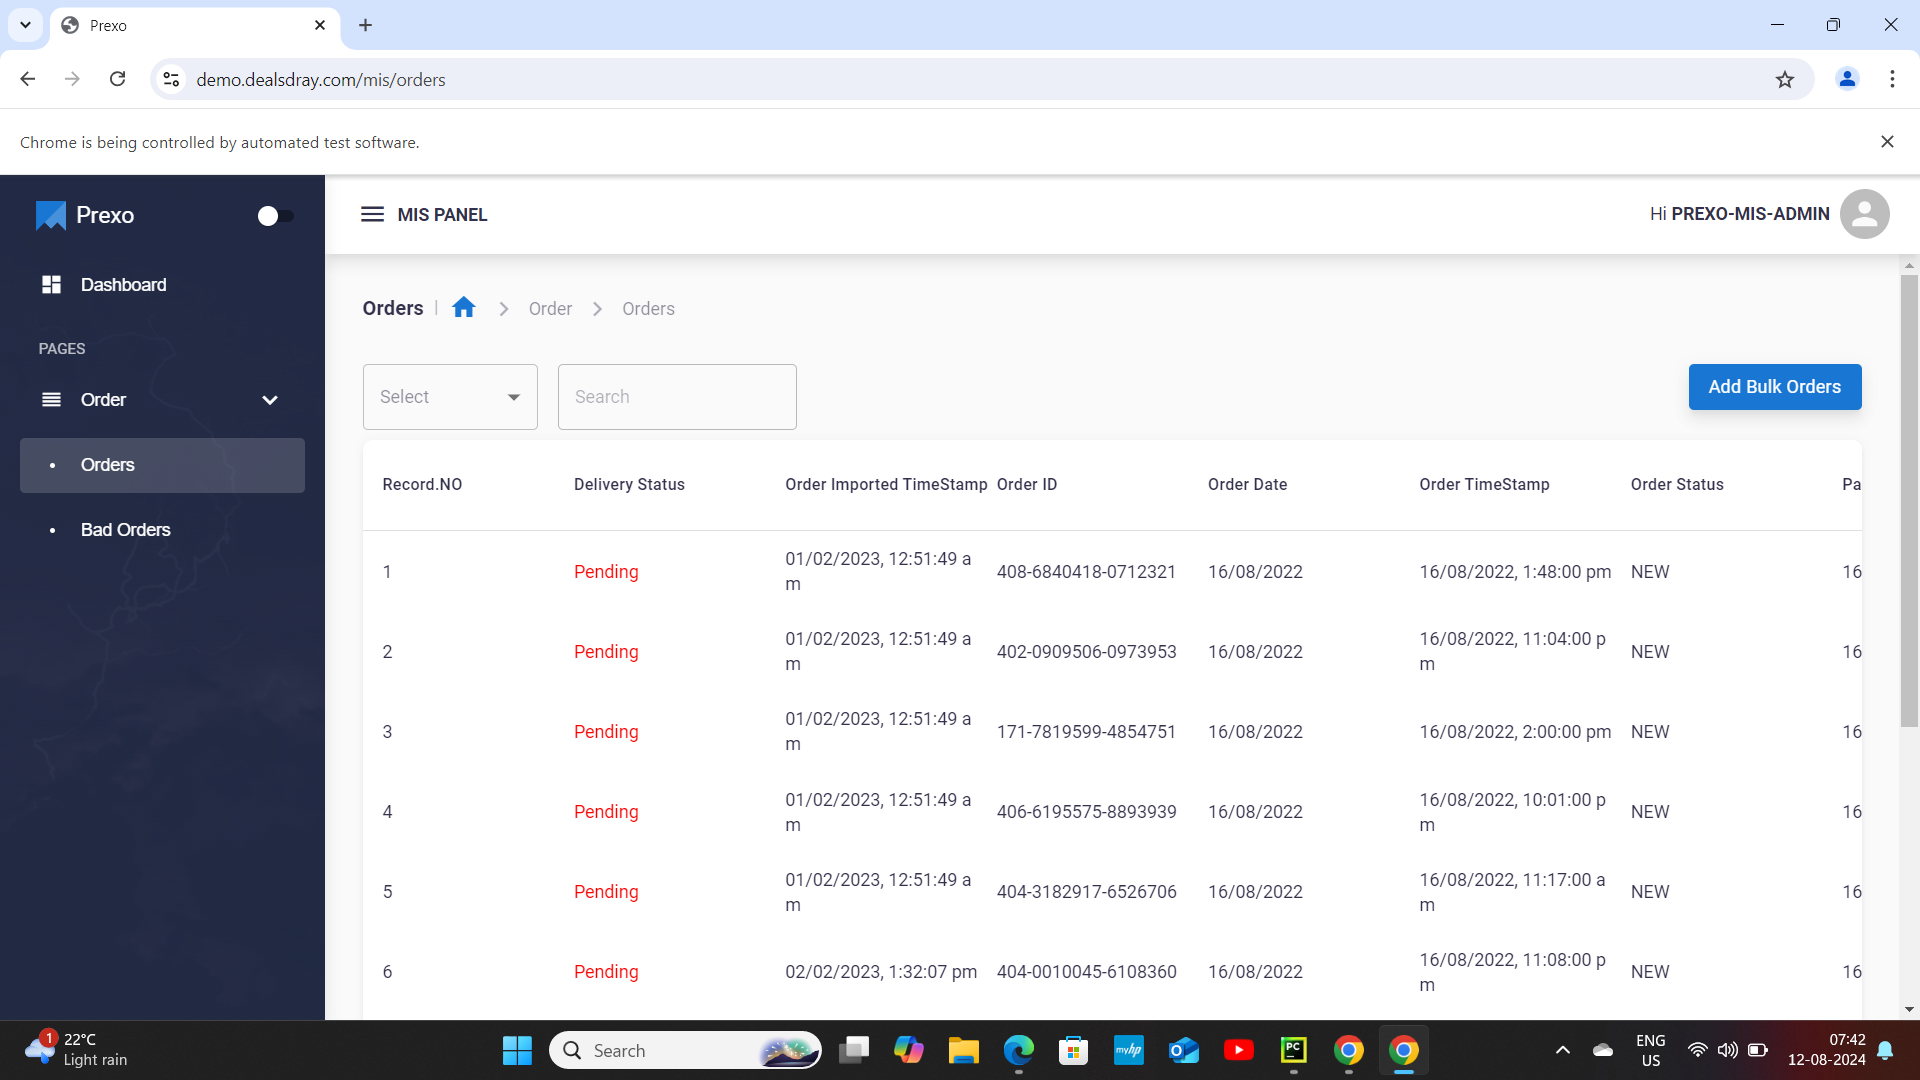 Prexo
demo.dealsdray.com/mis/orders
Chrome is being controlled by automated test software.
Prexo
MIS PANEL
Hi PREXO-MIS-ADMIN
Dashboard
PAGES
Order
Orders
Bad Orders
Orders | Order Orders
Select
Search
Add Bulk Orders
Record.NO Delivery Status Order Imported TimeStamp Order ID Order Date Order TimeStamp Order Status Pa
1 Pending 01/02/2023, 12:51:49 a
m 408-6840418-0712321 16/08/2022 16/08/2022, 1:48:00 pm NEW 16
2 Pending 01/02/2023, 12:51:49 a
m 402-0909506-0973953 16/08/2022 16/08/2022, 11:04:00 p
m NEW 16
3 Pending 01/02/2023, 12:51:49 a
m 171-7819599-4854751 16/08/2022 16/08/2022, 2:00:00 pm NEW 16
4 Pending 01/02/2023, 12:51:49 a
m 406-6195575-8893939 16/08/2022 16/08/2022, 10:01:00 p
m NEW 16
5 Pending 01/02/2023, 12:51:49 a
m 404-3182917-6526706 16/08/2022 16/08/2022, 11:17:00 a
m NEW 16
6 Pending 02/02/2023, 1:32:07 pm 404-0010045-6108360 16/08/2022 16/08/2022, 11:08:00 p
m NEW 16
1
22°C
Light rain
Search
myhp
PC
ENG
US
07:42
12-08-2024